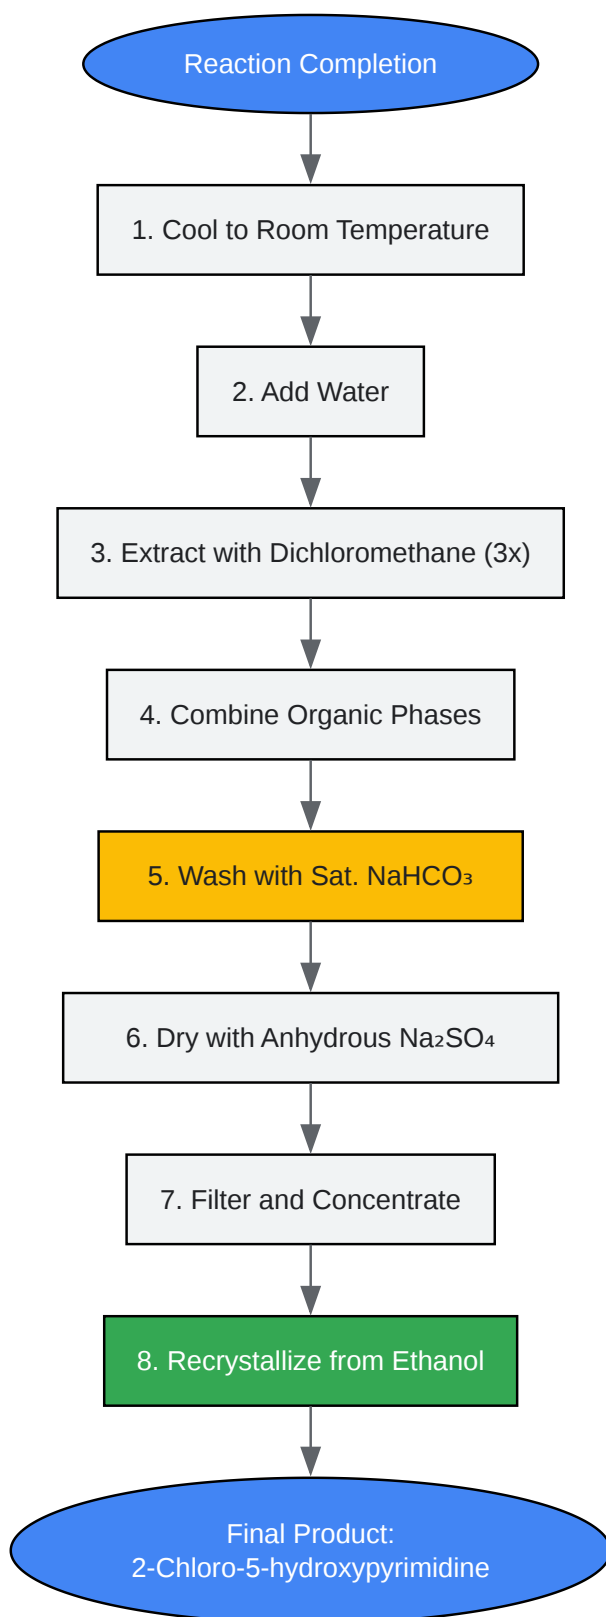 Reaction Completion
1. Cool to Room Temperature
2. Add Water
3. Extract with Dichloromethane (3x)
4. Combine Organic Phases
5. Wash with Sat. NaHCO₃
6. Dry with Anhydrous Na₂SO₄
7. Filter and Concentrate
8. Recrystallize from Ethanol
Final Product:
2-Chloro-5-hydroxypyrimidine